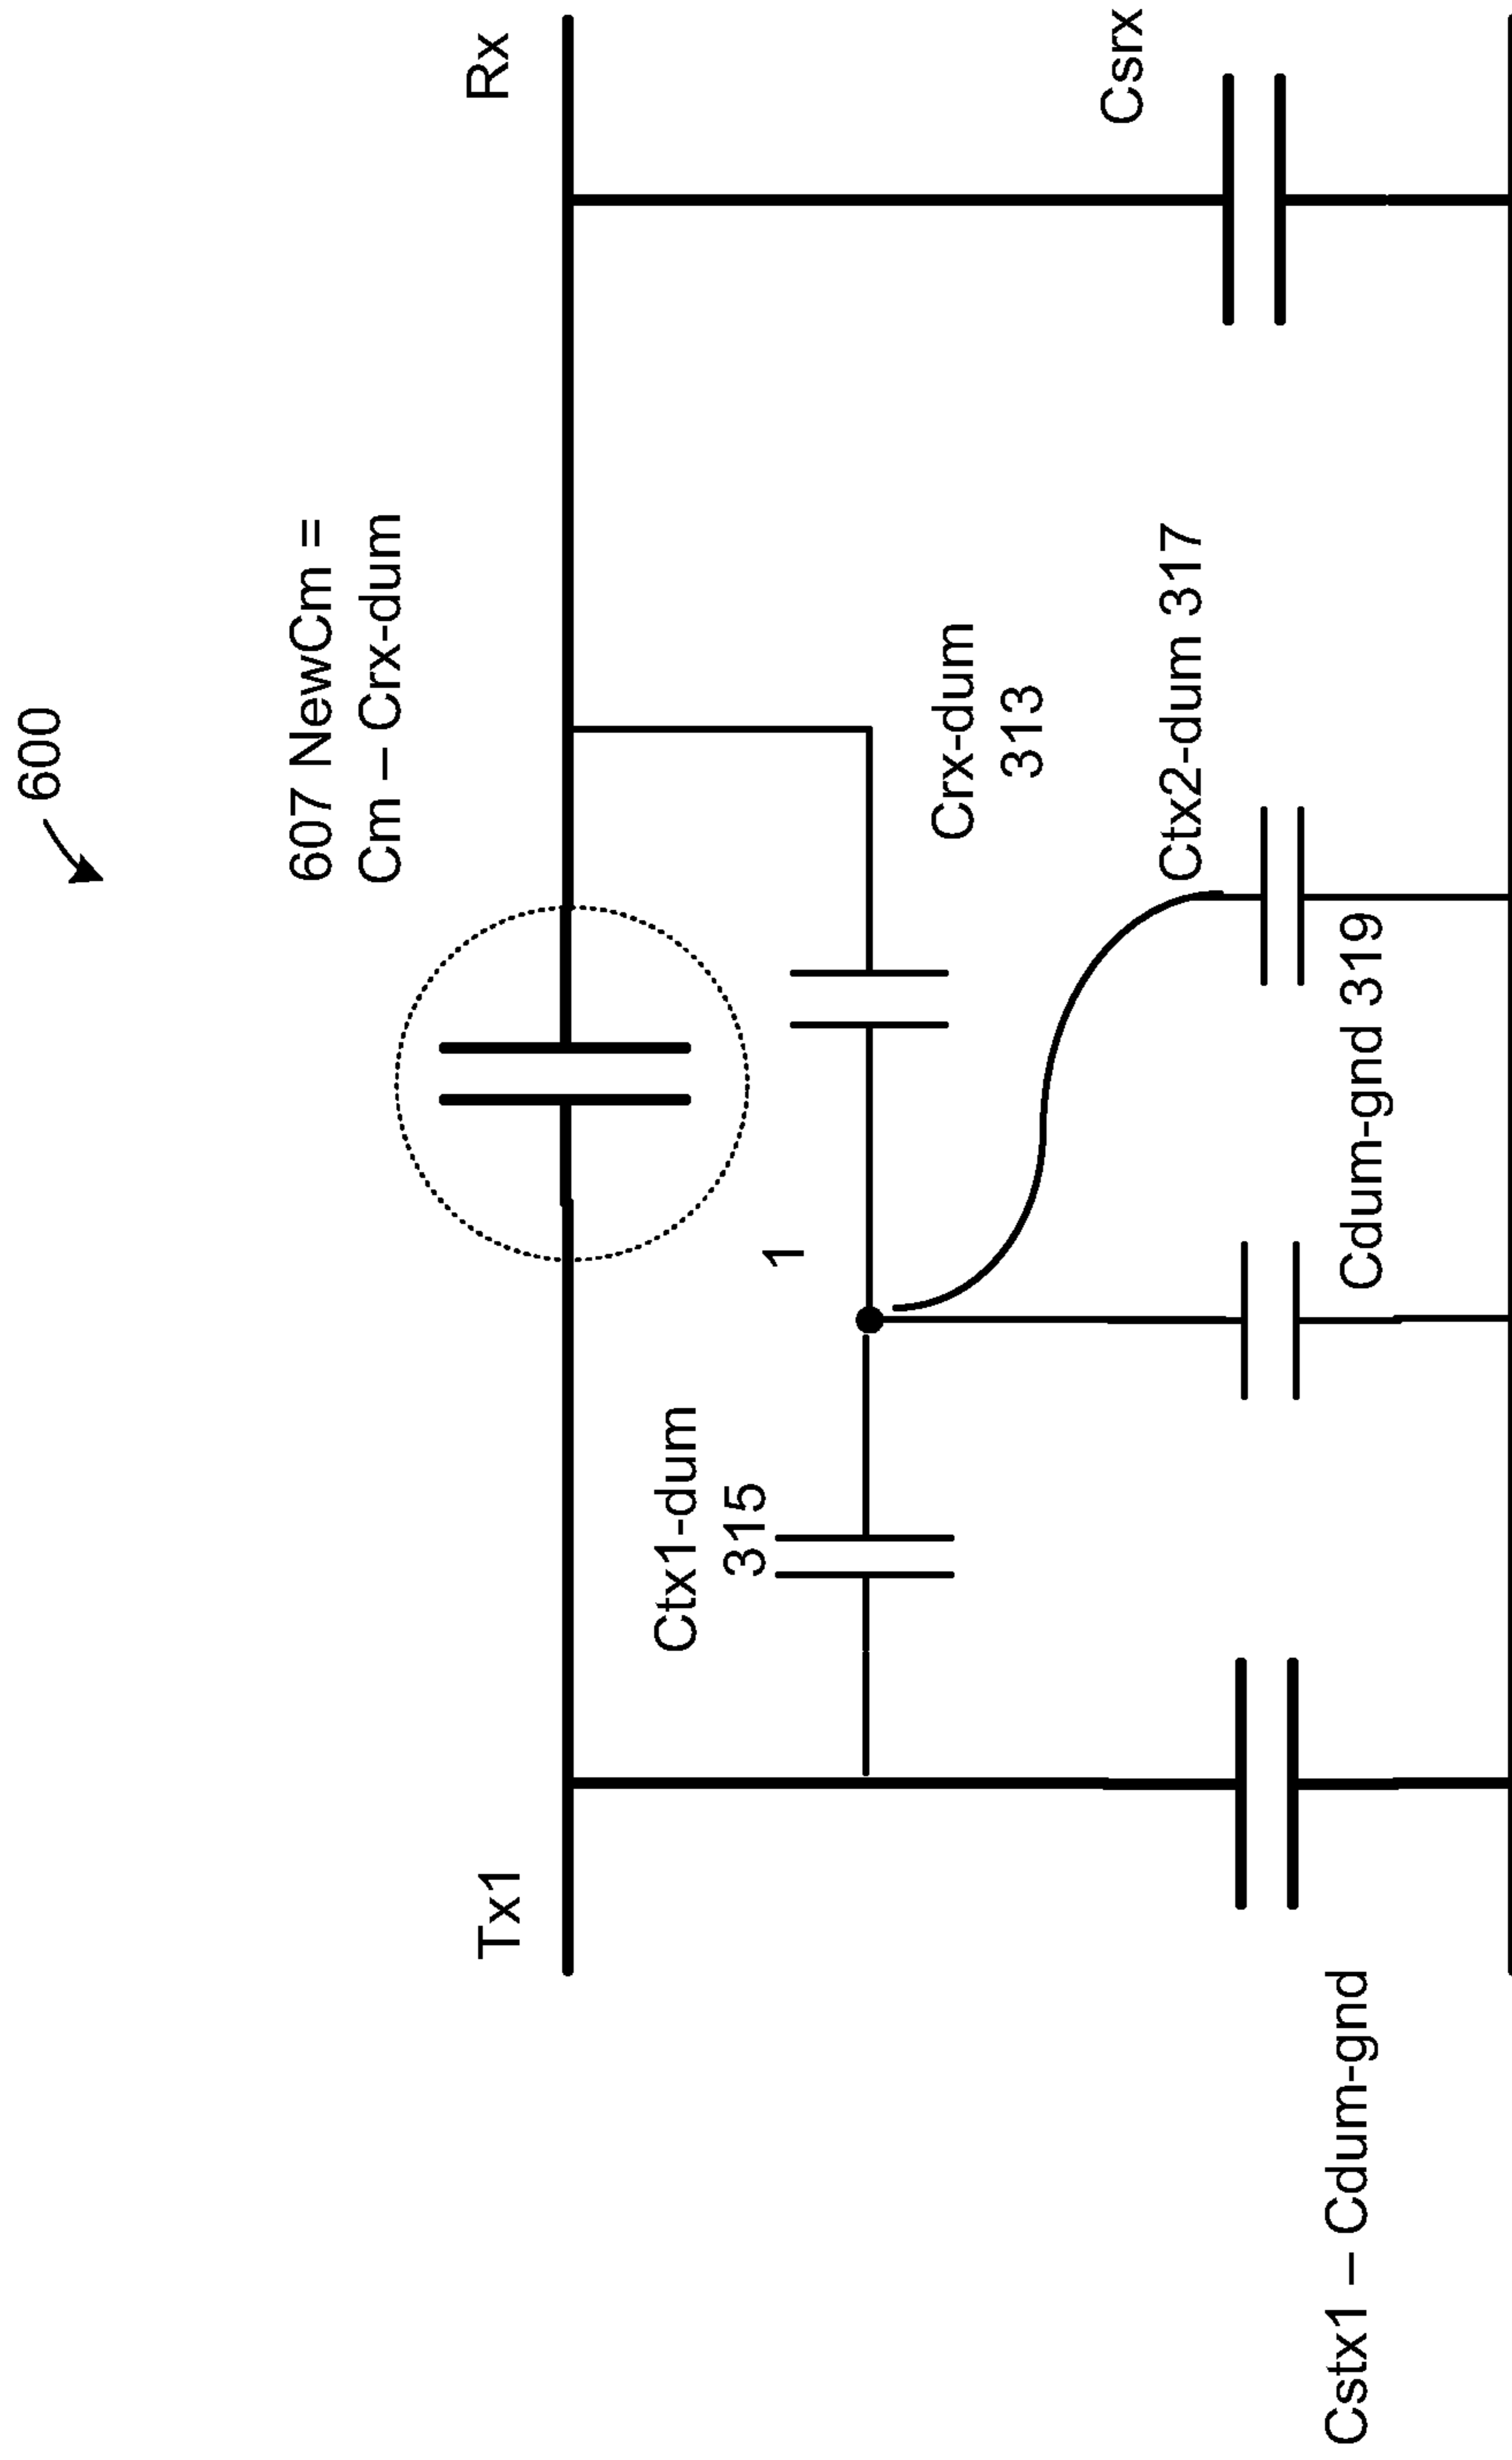 600
607 NewCm =
Cm – Crx-dum
Tx1
Rx
Ctx1-dum
315
1
Crx-dum
313
Ctx2-dum 317
Cdum-gnd 319
Cstx1 – Cdum-gnd
Csrx